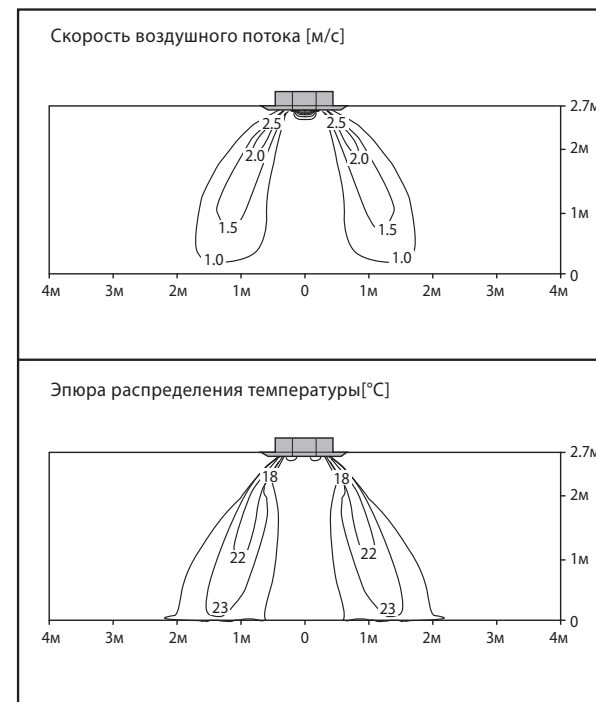 Скорость воздушного потока [м/с]
2.7м
2.5 2.5
2м
2.0 2.0
1м
1.5 1.5
1.0 1.0
0
4м 3м 2м 1м 0 1м 2м 3м 4м
Эпюра распределения температуры[°C]
2.7м
18 18
2м
22 22
1м
23 23
0
4м 3м 2м 1м 0 1м 2м 3м 4м